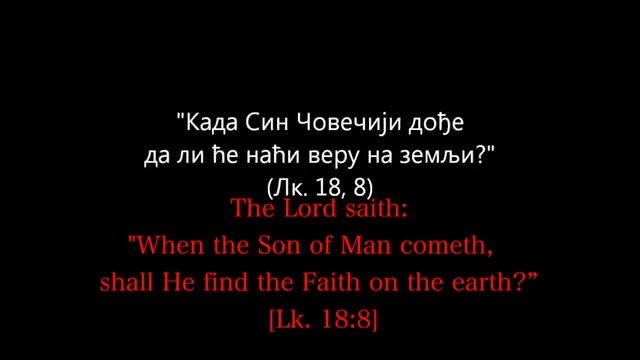 "Када Син Човечији дође
да ли ће наћи веру на земљи?"
(Лк. 18, 8)
The Lord saith:
"When the Son of Man cometh,
shall He find the Faith on the earth?”
[Lk. 18:8]